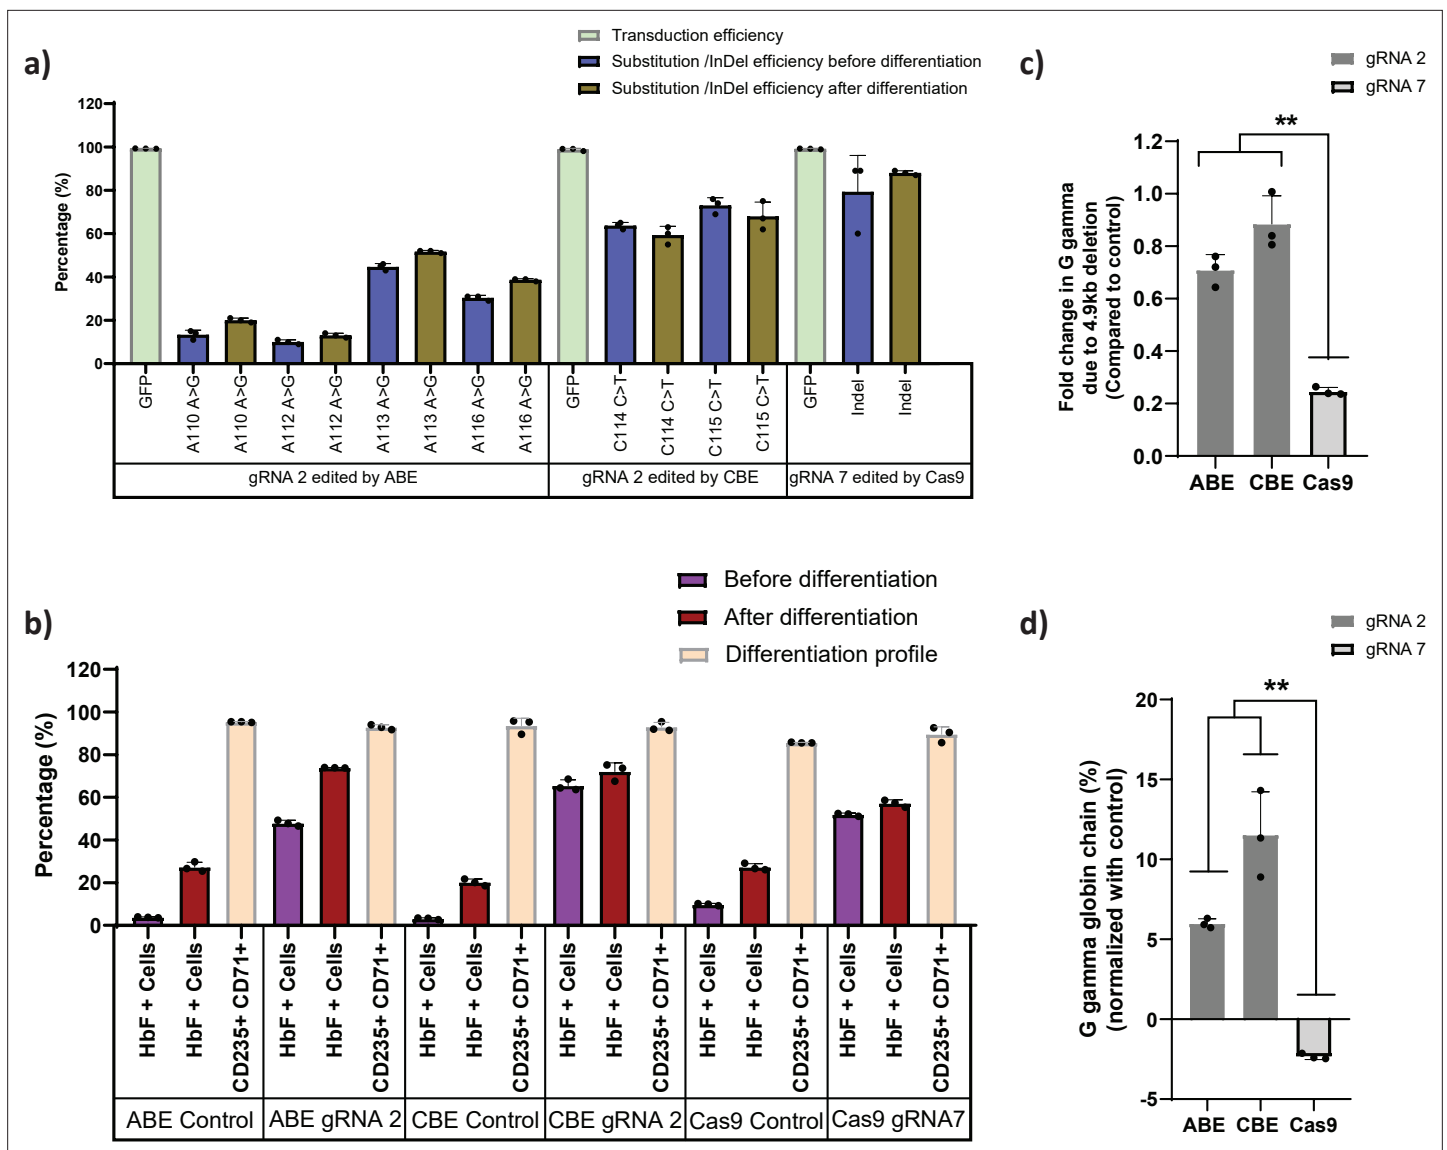 a)
Transduction efficiency
Substitution /InDel efficiency before differentiation
Substitution /InDel efficiency after differentiation
Percentage (%)
120
100
80
60
40
20
0
GFP
A110 A>G
A110 A>G
A112 A>G
A112 A>G
A113 A>G
A113 A>G
A116 A>G
A116 A>G
GFP
C114 C>T
C114 C>T
C115 C>T
C115 C>T
GFP
Indel
Indel
gRNA 2 edited by ABE
gRNA 2 edited by CBE
gRNA 7 edited by Cas9
c)
gRNA 2
gRNA 7
**
Fold change in G gamma
due to 4.9kb deletion
(Compared to control)
1.2
1.0
0.8
0.6
0.4
0.2
0.0
ABE
CBE
Cas9
b)
Before differentiation
After differentiation
Differentiation profile
Percentage (%)
120
100
80
60
40
20
0
HbF + Cells
HbF + Cells
CD235+ CD71+
HbF + Cells
HbF + Cells
CD235+ CD71+
HbF + Cells
HbF + Cells
CD235+ CD71+
HbF + Cells
HbF + Cells
CD235+ CD71+
HbF + Cells
HbF + Cells
CD235+ CD71+
HbF + Cells
HbF + Cells
CD235+ CD71+
ABE Control
ABE gRNA 2
CBE Control
CBE gRNA 2
Cas9 Control
Cas9 gRNA7
d)
gRNA 2
gRNA 7
**
G gamma globin chain (%)
(normalized with control)
20
15
10
5
0
-5
ABE
CBE
Cas9